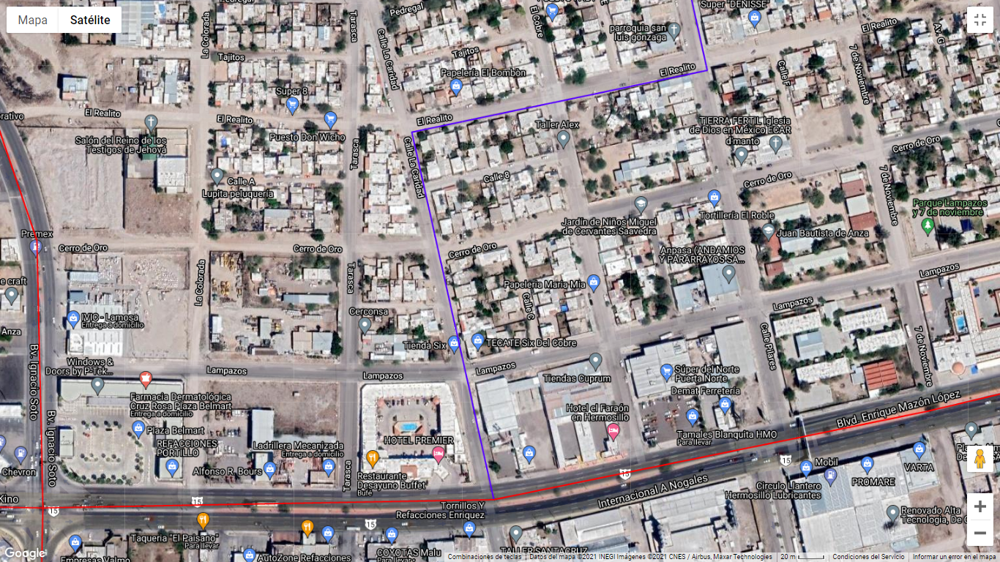 Mapa
Satélite
Pedregal
La Colorada
Tarasca
Calle La Caridad
Pedregal
El Cobre
parroquia san
luis gonzaga
Super "DENISSE"
El Realito
Av. G
Tajitos
Tajitos
Papelería El Bombón
El Realito
Calle F
7 de Noviembre
Super 8
orativo
El Realito
El Realito
Puesto Don Wicho
El Realito
Taller Alex
TIERRA FERTIL Iglesia
de Dios en México ECAR
d'manto
Salón del Reino de los
Testigos de Jehová
Tarasca
Calle La Caridad
Cerro de Oro
Calle A
Lupita peluquería
Calle 8
Cerro de Oro
7 de Noviembre
Tortillería El Roble
Parque Lampazos
y 7 de noviembre
Jardín de Niños Miguel
de Cervantes Saavedra
Juan Bautista de Anza
Premex
Cerro de Oro
Cerro de Oro
Cerro de Oro
Anpasa (ANDAMIOS
Y PARARRAYOS SA...
La Colorada
Tarasca
Lampazos
e craft
Papeleria Maria Mia
Calle C
Lampazos
IVIC - Lamosa
Entrega a domicilio
Cerconsa
Anza
Tienda Six
TECATE Six Del Cobre
Calle Pilares
7 de Noviembre
Bv. Ignacio Soto
Windows &
Doors by P-Tek...
Lampazos
Lampazos
Lampazos
Tiendas Cuprum
Súper del Norte
Puerta Norte
Demat Ferretería
Farmacia Dermatológica
Cruz Rosa Plaza Belmart
Entrega a domicilio
Blvd. Enrique Mazón López
Hotel el Faraón
en Hermosillo
Bv. Ignacio Soto
Plaza Belmart
REFACCIONES
PORTILLO
Ladrillera Mecanizada
Entrega a domicilio
HOTEL PREMIER
Tamales Blanquita HMO
Para llevar
Chevron
Alfonso R. Bours
Tarasca
Restaurante
Desayuno Buffet
Bufé
15
15
Mobil
VARTA
PROMARE
Circulo Llantero
Hermosillo Lubricantes
Internacional A Nogales
Kino
15
15
15
Tornillos Y
Refacciones Enriquez
Renovado Alta
Taqueria "El Paisano"
Para llevar
Empresas Valmo
AutoZone Refacciones
COYOTAS Malu
Para llevar
TALLER SANTACRUZ
Google
Combinaciones de teclas
Datos del mapa ©2021 INEGI Imágenes ©2021 CNES / Airbus, Maxar Technologies
20 m
Condiciones del Servicio
Informar un error en el mapa